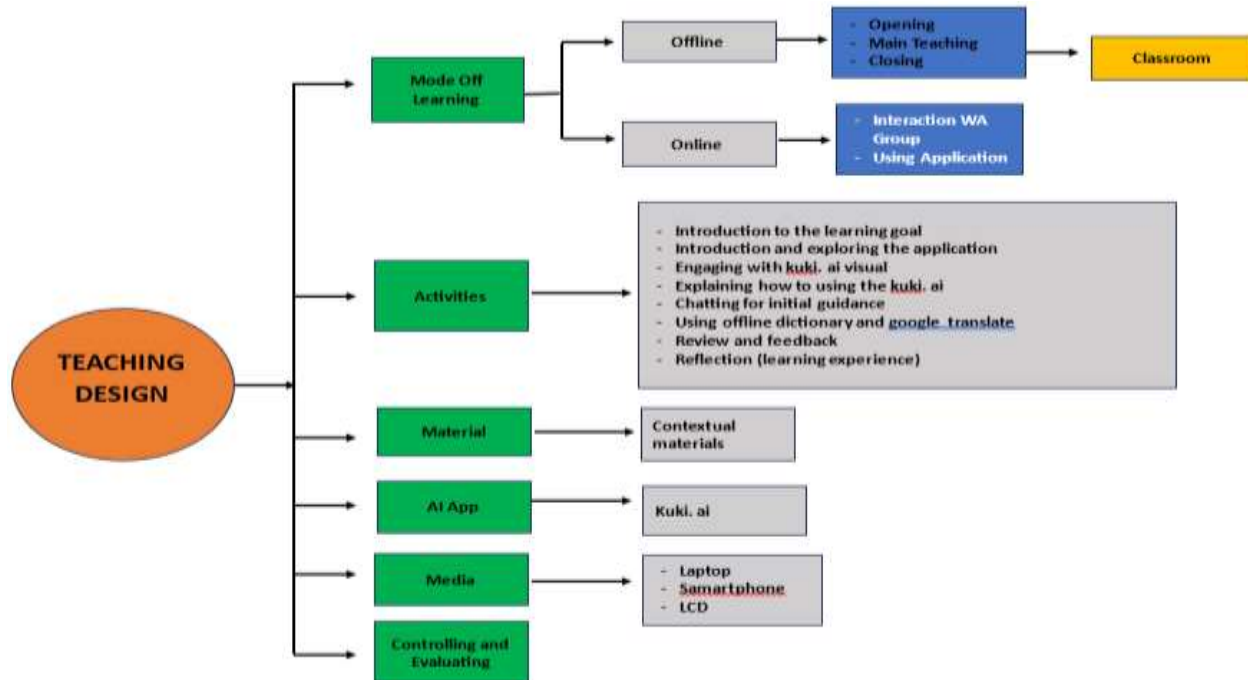 TEACHING
DESIGN
Mode Off
Learning
Offline
- Opening
- Main Teaching
- Closing
Classroom
Online
- Interaction WA
Group
- Using Application
Activities
- Introduction to the learning goal
- Introduction and exploring the application
- Engaging with kuki. ai visual
- Explaining how to using the kuki. ai
- Chatting for initial guidance
- Using offline dictionary and google translate
- Review and feedback
- Reflection (learning experience)
Material
Contextual
materials
AI App
Kuki. ai
Media
- Laptop
- Samartphone
- LCD
Controlling and
Evaluating